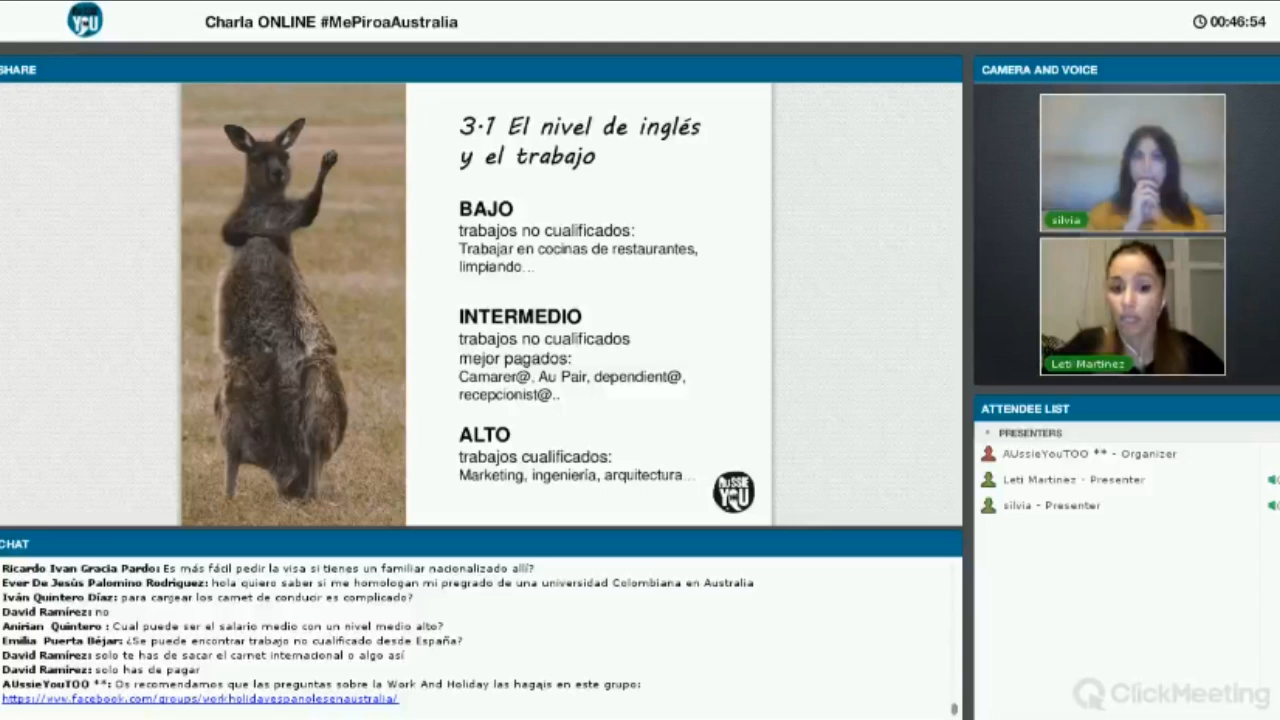 AUSSIE
YOU
Charla ONLINE #MePiroaAustralia
00:46:54
SHARE
3·1 El nivel de inglés
y el trabajo
BAJO
trabajos no cualificados:
Trabajar en cocinas de restaurantes,
limpiando...
INTERMEDIO
trabajos no cualificados
mejor pagados:
Camarer@, Au Pair, dependient@,
recepcionist@..
ALTO
trabajos cualificados:
Marketing, ingeniería, arquitectura...
AUSSIE
YOU
CAMERA AND VOICE
silvia
Leti Martinez
ATTENDEE LIST
PRESENTERS
AUssieYouTOO ** - Organizer
Leti Martinez - Presenter
silvia - Presenter
CHAT
Ricardo Ivan Gracia Pardo: Es más fácil pedir la visa si tienes un familiar nacionalizado allí?
Ever De Jesùs Palomino Rodriguez: hola quiero saber si me homologan mi pregrado de una universidad Colombiana en Australia
Iván Quintero Díaz: para canjear los carnet de conducir es complicado?
David Ramírez: no
Anirian Quintero : Cual puede ser el salario medio con un nivel medio alto?
Emilia Puerta Béjar: ¿Se puede encontrar trabajo no cualificado desde España?
David Ramírez: solo te has de sacar el carnet internacional o algo así
David Ramírez: solo has de pagar
AUssieYouTOO **: Os recomendamos que las preguntas sobre la Work And Holiday las hagais en este grupo:
https://www.facebook.com/groups/workholidayespanolesenaustralia/
ClickMeeting